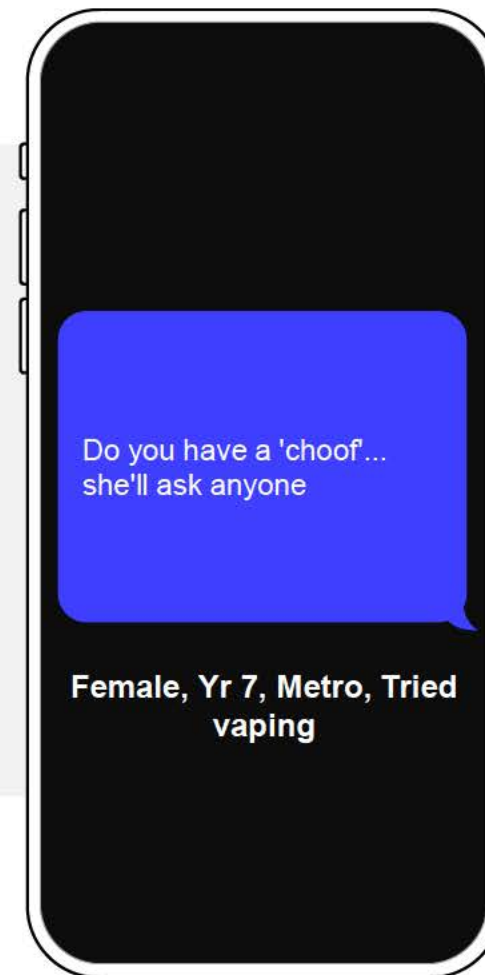 Do you have a 'choof'...
she'll ask anyone
Female, Yr 7, Metro, Tried
vaping